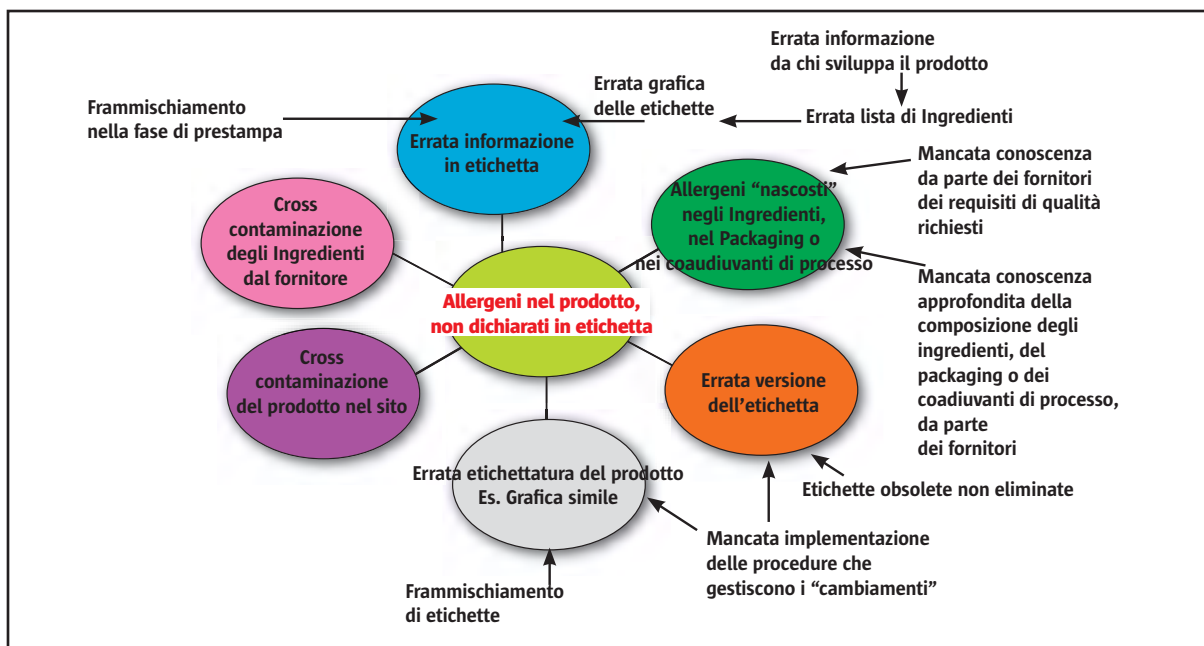 Errata informazione
da chi sviluppa il prodotto
Errata grafica
delle etichette
Frammischiamento
nella fase di prestampa
Errata lista di Ingredienti
Errata informazione
in etichetta
Mancata conoscenza
da parte dei fornitori
dei requisiti di qualità
richiesti
Allergeni “nascosti”
negli Ingredienti,
nel Packaging o
nei coaudiuvanti di processo
Cross
contaminazione
degli Ingredienti
dal fornitore
Mancata conoscenza
approfondita della
composizione degli
ingredienti, del
packaging o dei
coadiuvanti di processo,
da parte
dei fornitori
Allergeni nel prodotto,
non dichiarati in etichetta
Cross
contaminazione
del prodotto nel sito
Errata versione
dell'etichetta
Errata etichettatura del prodotto
Es. Grafica simile
Etichette obsolete non eliminate
Mancata implementazione
delle procedure che
gestiscono i “cambiamenti”
Frammischiamento
di etichette